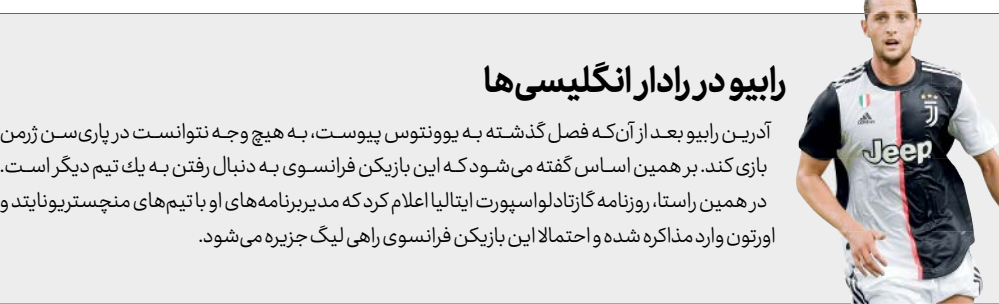 رابیو در رادار انگلیسی‌ها
آدرین رابیو بعد از آن‌که فصل گذشته به یوونتوس پیوست، به هیچ وجه نتوانست در پاری‌سن ژرمن
بازی کند. بر همین اساس گفته می‌شود که این بازیکن فرانسوی به دنبال رفتن به یك تیم دیگر است.
در همین راستا، روزنامه گازتادلواسپورت ایتالیا اعلام کرد که مدیربرنامه‌های او با تیم‌های منچستریونایتد و
اورتون وارد مذاکره شده و احتمالا این بازیکن فرانسوی راهی لیگ جزیره می‌شود.
Jeep